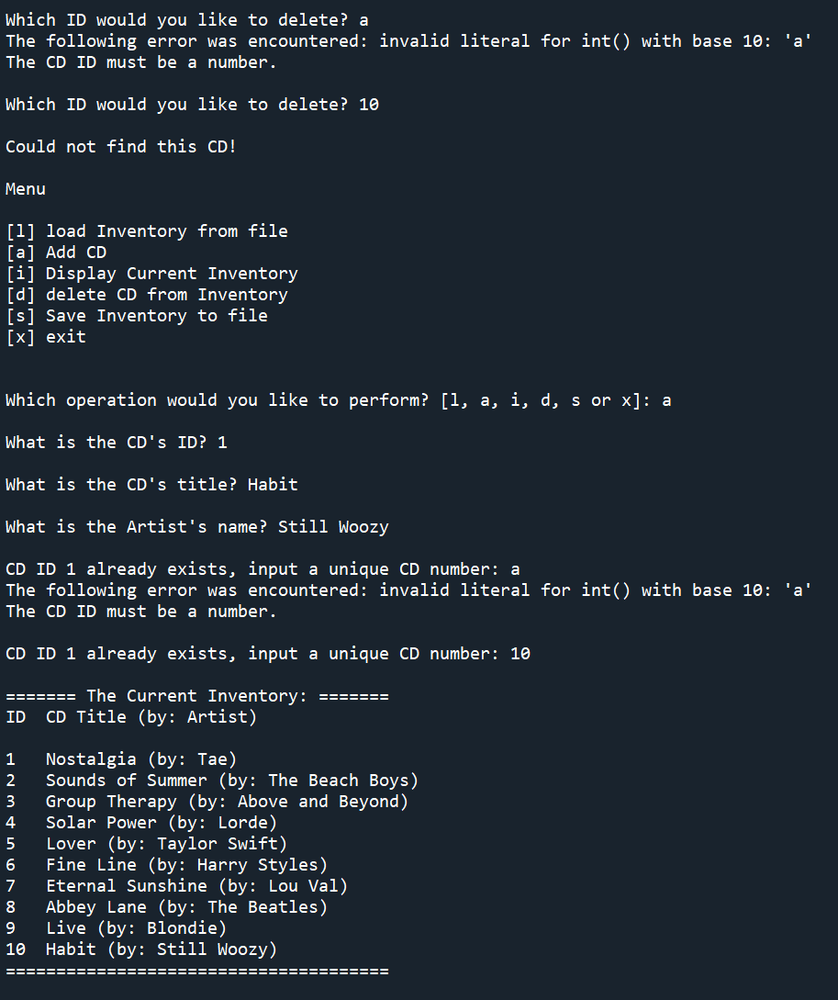 Which ID would you like to delete? a
The following error was encountered: invalid literal for int() with base 10: 'a'
The CD ID must be a number.
Which ID would you like to delete? 10
Could not find this CD!
Menu
[l] load Inventory from file
[a] Add CD
[i] Display Current Inventory
[d] delete CD from Inventory
[s] Save Inventory to file
[x] exit
Which operation would you like to perform? [l, a, i, d, s or x]: a
What is the CD's ID? 1
What is the CD's title? Habit
What is the Artist's name? Still Woozy
CD ID 1 already exists, input a unique CD number: a
The following error was encountered: invalid literal for int() with base 10: 'a'
The CD ID must be a number.
CD ID 1 already exists, input a unique CD number: 10
======= The Current Inventory: =======
ID  CD Title (by: Artist)
1   Nostalgia (by: Tae)
2   Sounds of Summer (by: The Beach Boys)
3   Group Therapy (by: Above and Beyond)
4   Solar Power (by: Lorde)
5   Lover (by: Taylor Swift)
6   Fine Line (by: Harry Styles)
7   Eternal Sunshine (by: Lou Val)
8   Abbey Lane (by: The Beatles)
9   Live (by: Blondie)
10  Habit (by: Still Woozy)
======================================